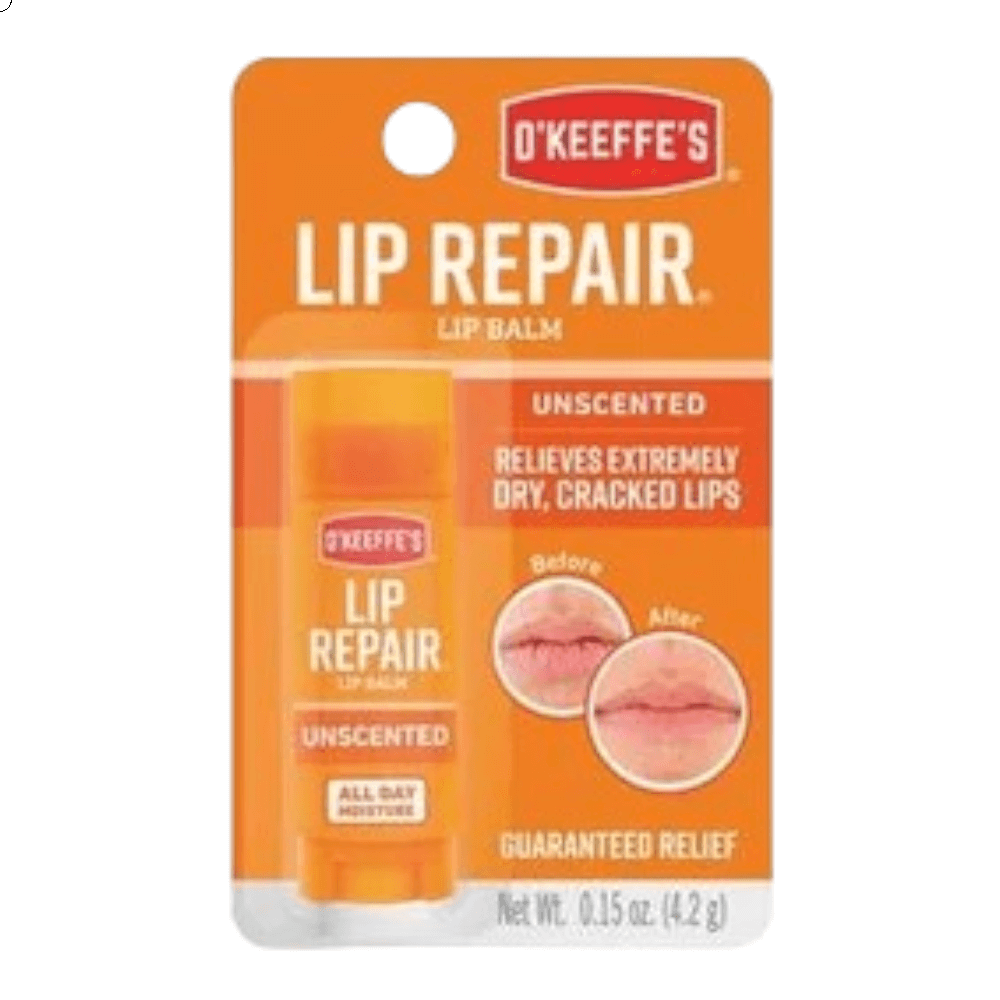 O'KEEFFE'S®
LIP REPAIR®
LIP BALM
UNSCENTED
RELIEVES EXTREMELY
DRY, CRACKED LIPS
O'KEEFFE'S
LIP
REPAIR
LIP BALM
UNSCENTED
ALL DAY
MOISTURE
Before
After
GUARANTEED RELIEF
Net Wt. 0.15 oz. (4.2 g)